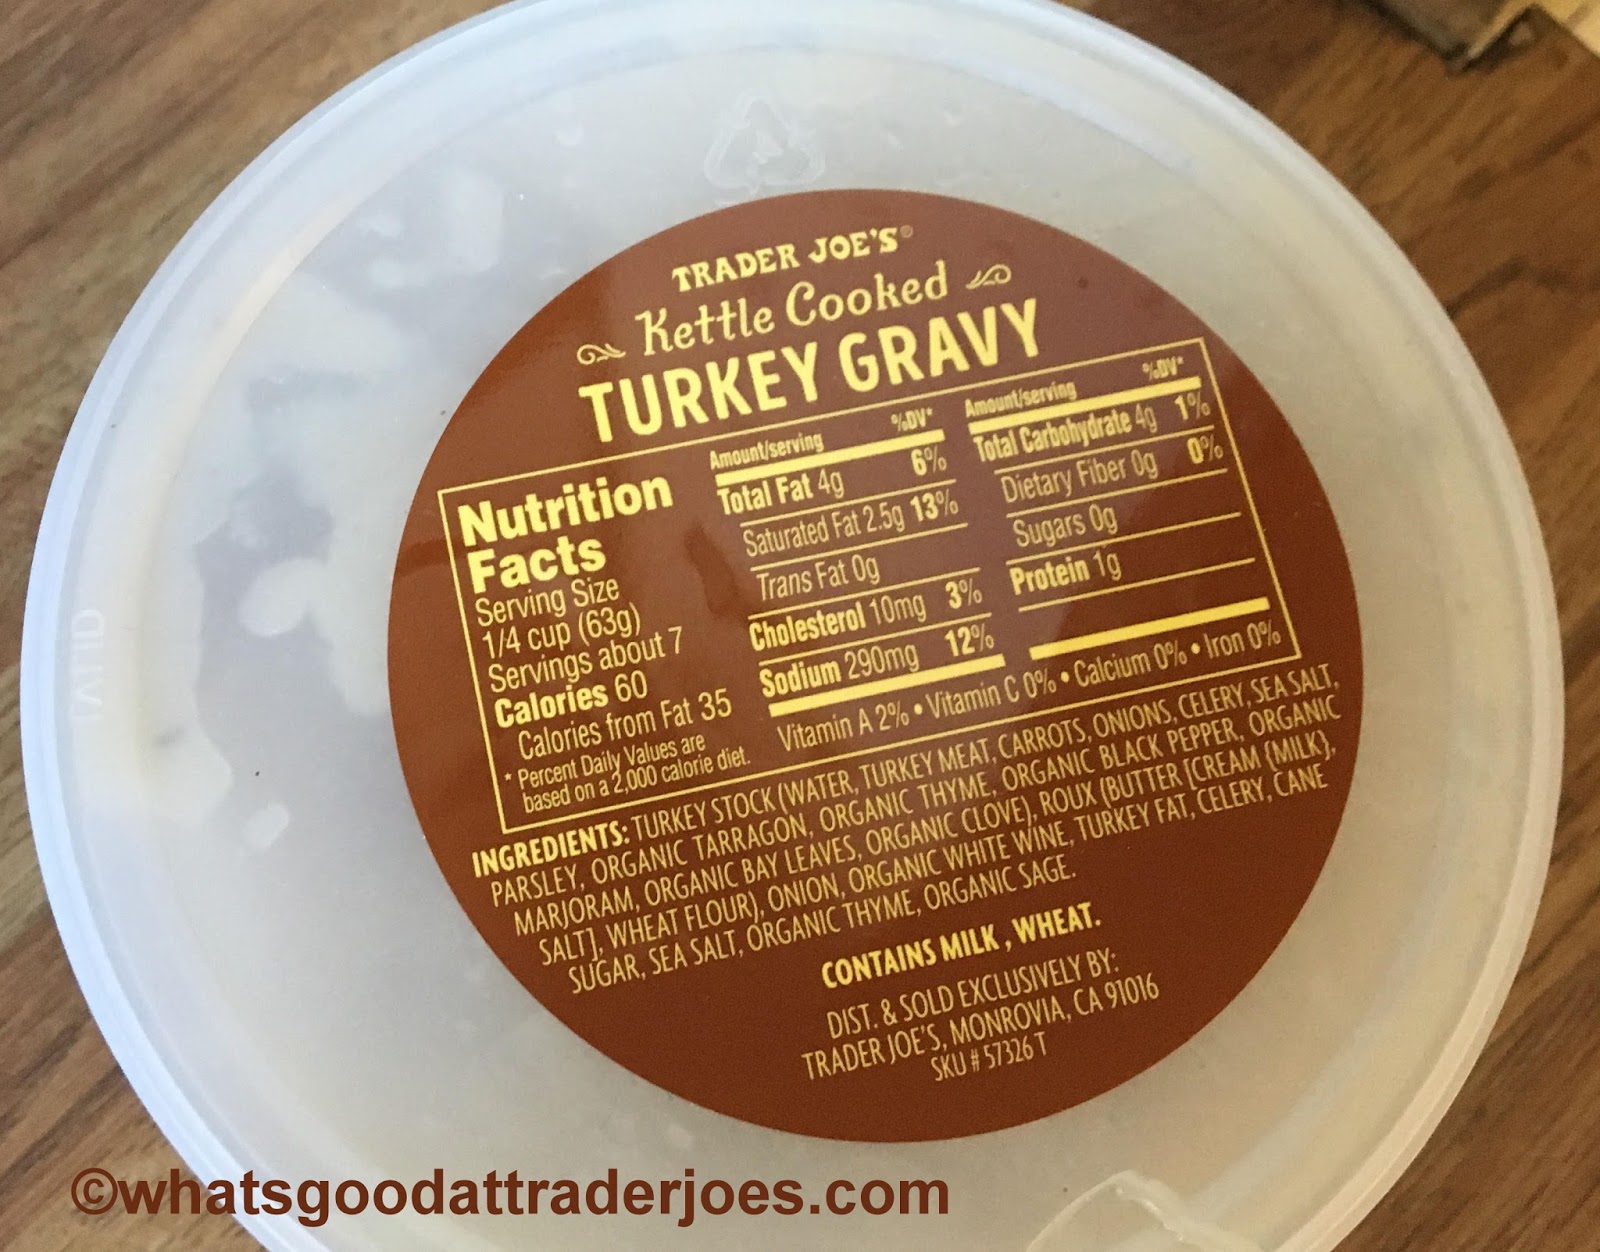 TRADER JOE'S®
Kettle Cooked
TURKEY GRAVY
Nutrition
Facts
Serving Size
1/4 cup (63g)
Servings about 7
Calories 60
Calories from Fat 35
* Percent Daily Values are
based on a 2,000 calorie diet.
Amount/serving %DV*
Total Fat 4g 6%
Saturated Fat 2.5g 13%
Trans Fat 0g
Cholesterol 10mg 3%
Sodium 290mg 12%
Amount/serving %DV*
Total Carbohydrate 4g 1%
Dietary Fiber 0g 0%
Sugars 0g
Protein 1g
Vitamin A 2% • Vitamin C 0% • Calcium 0% • Iron 0%
INGREDIENTS: TURKEY STOCK (WATER, TURKEY MEAT, CARROTS, ONIONS, CELERY, SEA SALT,
PARSLEY, ORGANIC TARRAGON, ORGANIC THYME, ORGANIC BLACK PEPPER, ORGANIC
MARJORAM, ORGANIC BAY LEAVES, ORGANIC CLOVE), ROUX (BUTTER [CREAM {MILK},
SALT], WHEAT FLOUR), ONION, ORGANIC WHITE WINE, TURKEY FAT, CELERY, CANE
SUGAR, SEA SALT, ORGANIC THYME, ORGANIC SAGE.
CONTAINS MILK , WHEAT.
DIST. & SOLD EXCLUSIVELY BY:
TRADER JOE'S, MONROVIA, CA 91016
SKU # 57326 T
©whatsgoodattraderjoes.com